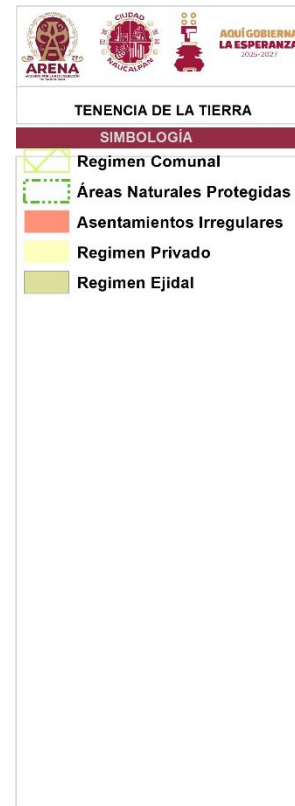 ARENA
CIUDAD
NAUCALPAN
AQUÍ GOBIERNA
LA ESPERANZA
2025-2027
TENENCIA DE LA TIERRA
SIMBOLOGÍA
Regimen Comunal
Áreas Naturales Protegidas
Asentamientos Irregulares
Regimen Privado
Regimen Ejidal